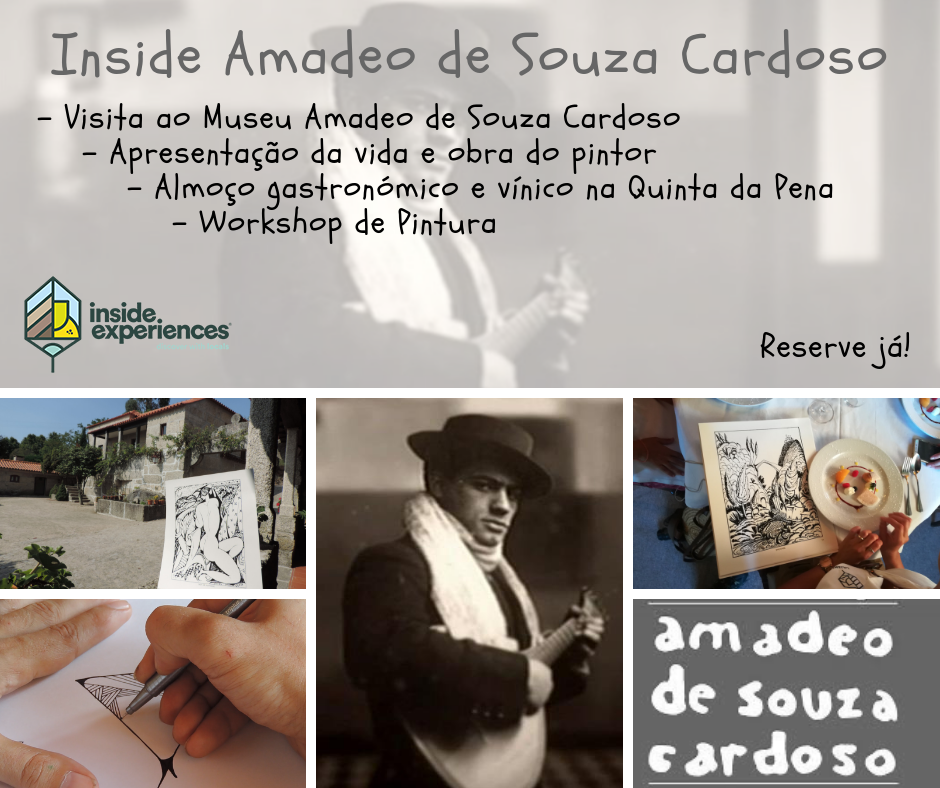 Inside Amadeo de Souza Cardoso
- Visita ao Museu Amadeo de Souza Cardoso
- Apresentação da vida e obra do pintor
- Almoço gastronómico e vínico na Quinta da Pena
- Workshop de Pintura
inside.
experiences
Reserve já!
amadeo
de souza
cardoso